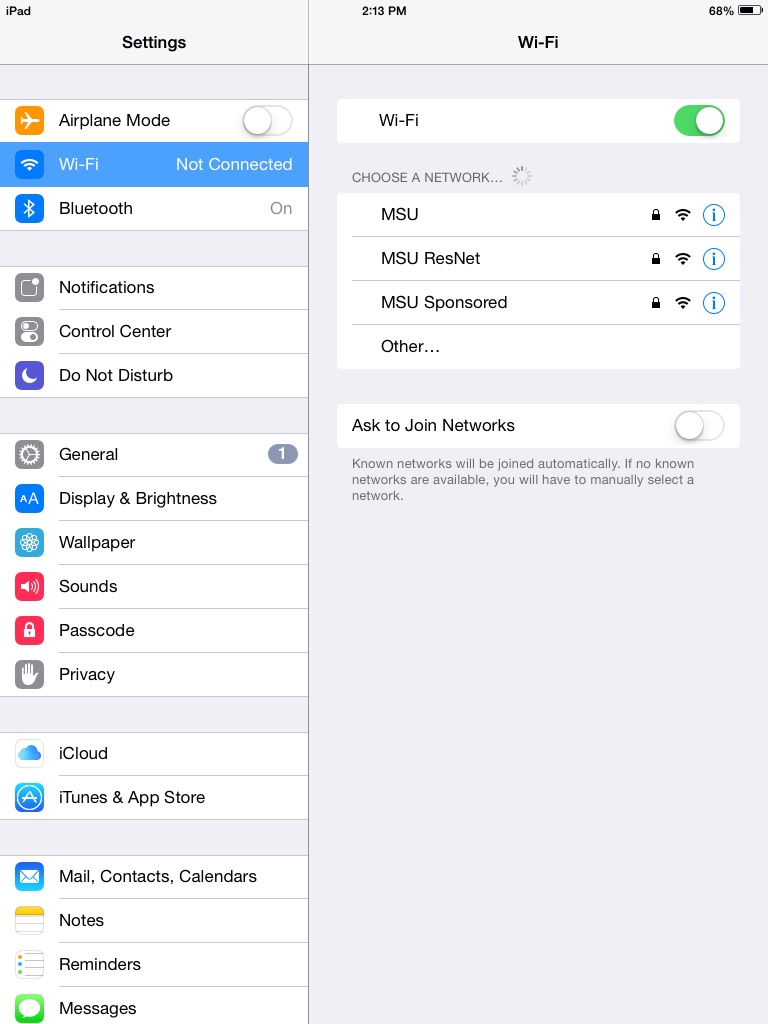 iPad
2:13 PM
68%
Settings
Wi-Fi
Airplane Mode
Wi-Fi Not Connected
Bluetooth On
Notifications
Control Center
Do Not Disturb
General 1
AA Display & Brightness
Wallpaper
Sounds
Passcode
Privacy
iCloud
iTunes & App Store
Mail, Contacts, Calendars
Notes
Reminders
Messages
Wi-Fi
CHOOSE A NETWORK...
MSU
MSU ResNet
MSU Sponsored
Other...
Ask to Join Networks
Known networks will be joined automatically. If no known
networks are available, you will have to manually select a
network.